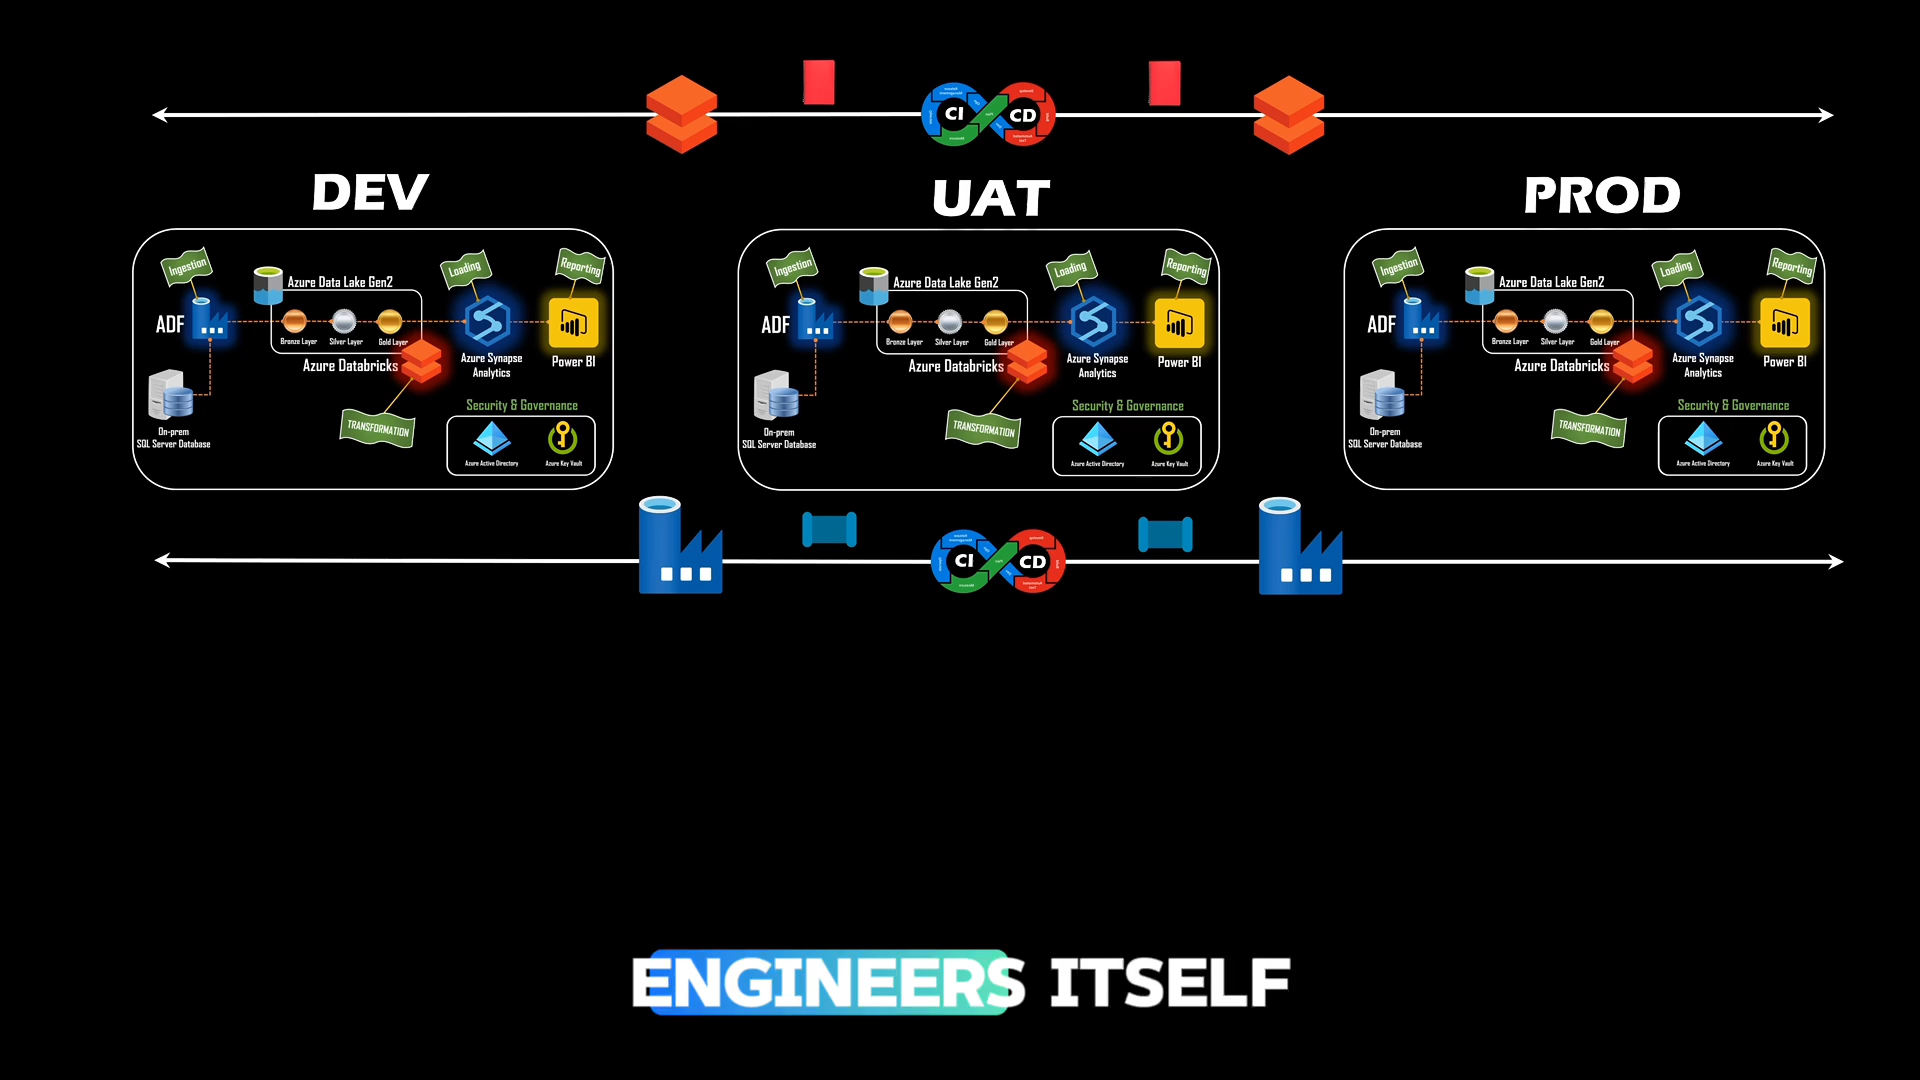 CI CD
DEV
UAT
PROD
Ingestion
Azure Data Lake Gen2
Loading
Reporting
ADF
Bronze Layer
Silver Layer
Gold Layer
Azure Databricks
Azure Synapse
Analytics
Power BI
On-prem
SQL Server Database
TRANSFORMATION
Security & Governance
Azure Active Directory
Azure Key Vault
Ingestion
Azure Data Lake Gen2
Loading
Reporting
ADF
Bronze Layer
Silver Layer
Gold Layer
Azure Databricks
Azure Synapse
Analytics
Power BI
On-prem
SQL Server Database
TRANSFORMATION
Security & Governance
Azure Active Directory
Azure Key Vault
Ingestion
Azure Data Lake Gen2
Loading
Reporting
ADF
Bronze Layer
Silver Layer
Gold Layer
Azure Databricks
Azure Synapse
Analytics
Power BI
On-prem
SQL Server Database
TRANSFORMATION
Security & Governance
Azure Active Directory
Azure Key Vault
CI CD
ENGINEERS ITSELF